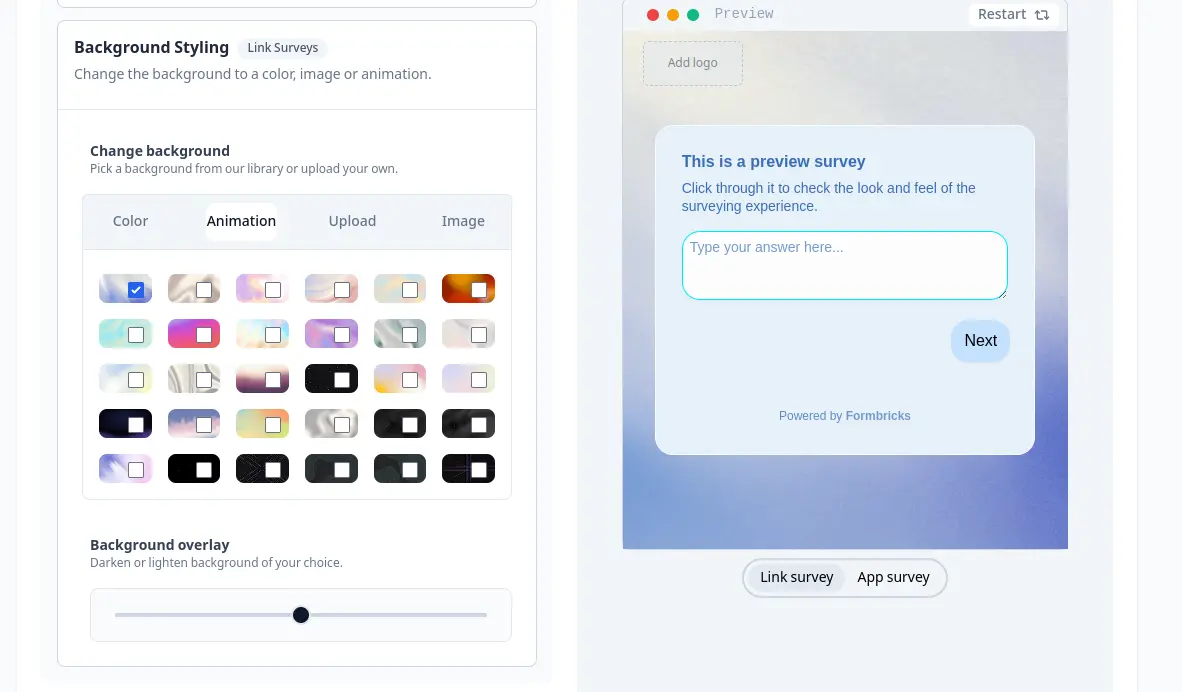 Background Styling Link Surveys
Change the background to a color, image or animation.
Change background
Pick a background from our library or upload your own.
Color Animation Upload Image
Background overlay
Darken or lighten background of your choice.
Preview Restart
Add logo
This is a preview survey
Click through it to check the look and feel of the
surveying experience.
Type your answer here...
Next
Powered by Formbricks
Link survey App survey